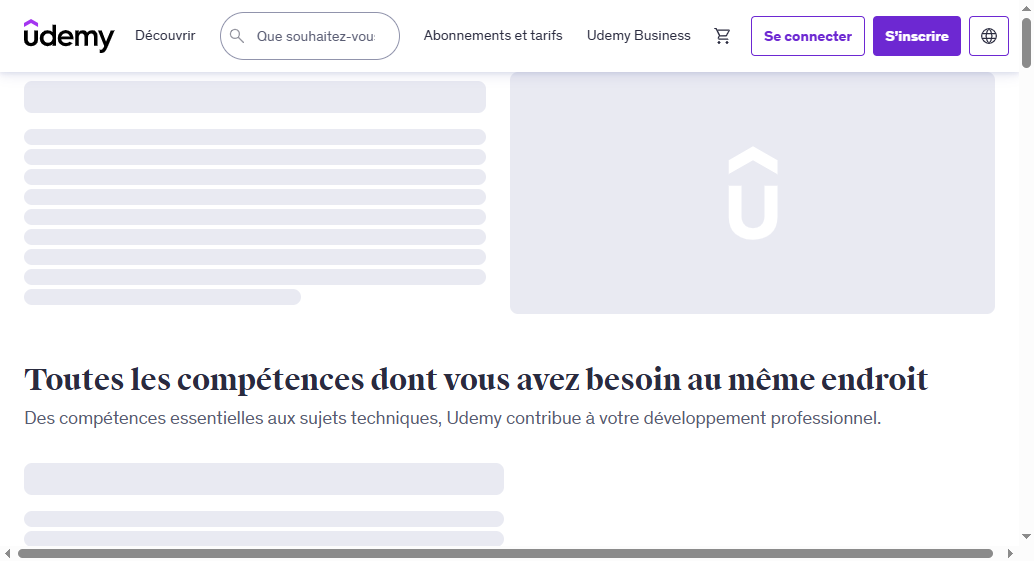 udemy
Découvrir
Que souhaitez-vou
Abonnements et tarifs
Udemy Business
Se connecter
S'inscrire
Toutes les compétences dont vous avez besoin au même endroit
Des compétences essentielles aux sujets techniques, Udemy contribue à votre développement professionnel.